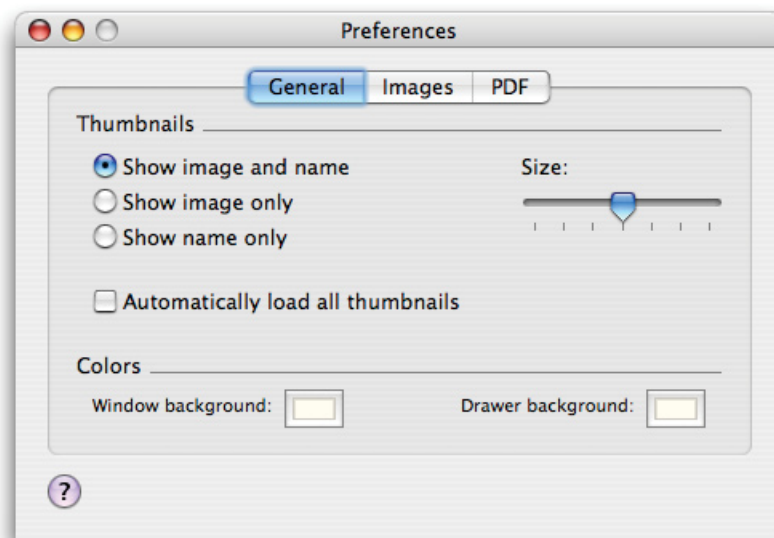 Preferences
General Images PDF
Thumbnails
Show image and name
Size:
Show image only
Show name only
Automatically load all thumbnails
Colors
Window background:
Drawer background:
?